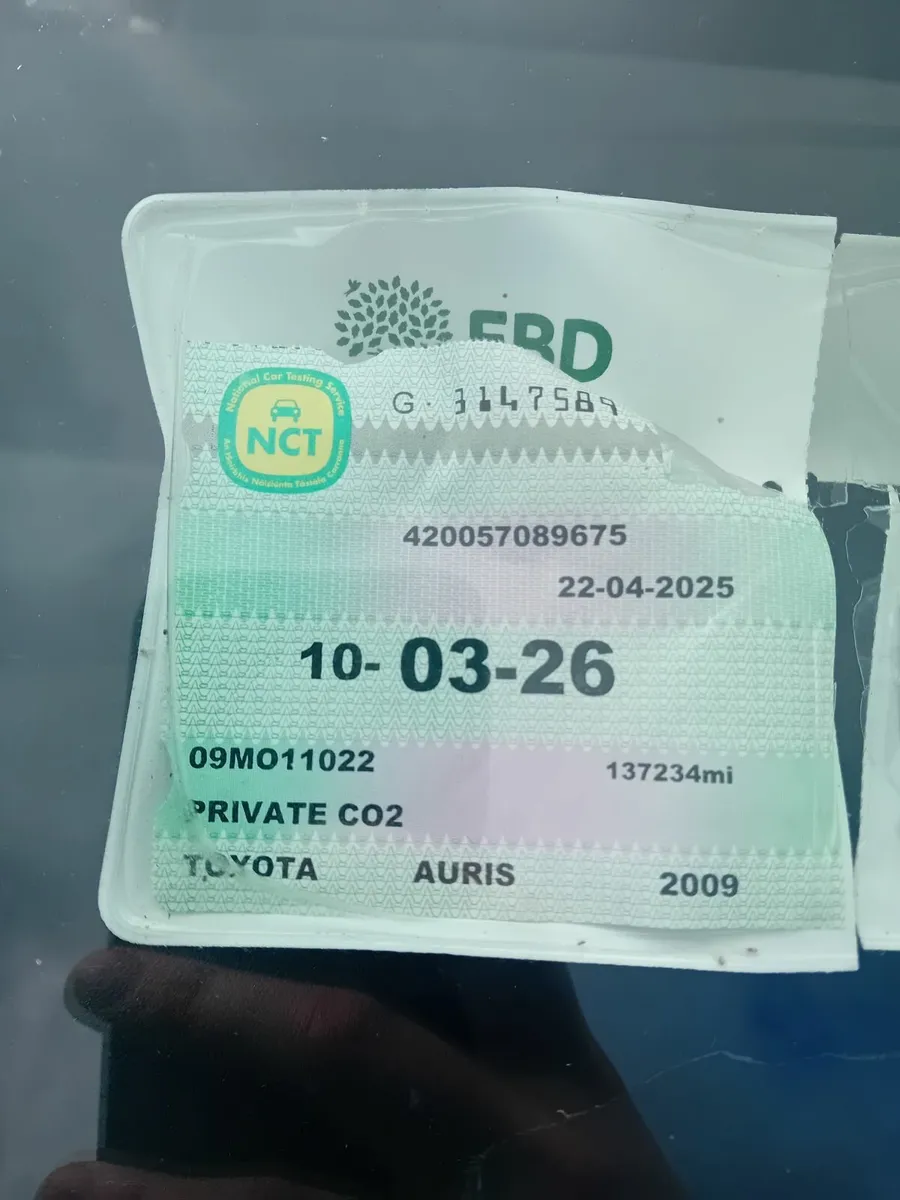 FBD
National Car Testing Service
NCT
G. 3147589
420057089675
22-04-2025
10- 03-26
09MO11022
137234mi
PRIVATE CO2
TOYOTA AURIS 2009